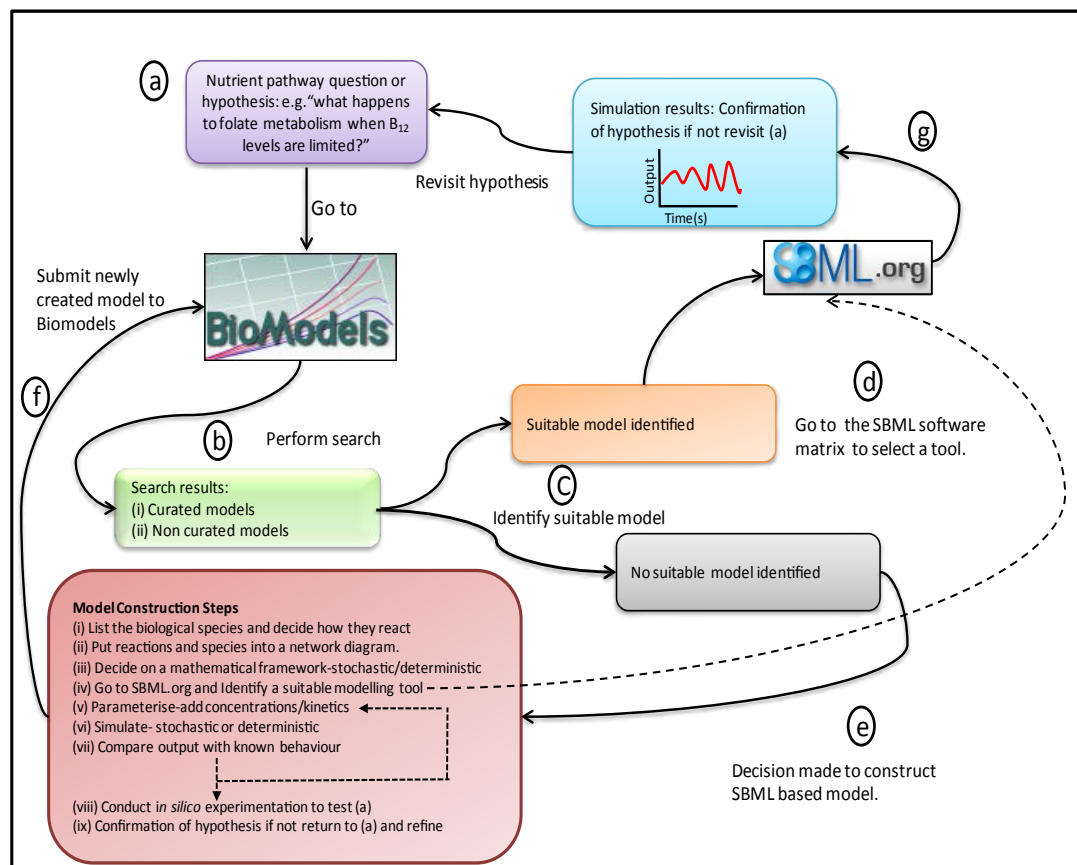 a
Nutrient pathway question or
hypothesis: e.g.“what happens
to folate metabolism when B12
levels are limited?”
Simulation results: Confirmation
of hypothesis if not revisit (a)
Output
Time(s)
g
Revisit hypothesis
Go to
SBML.org
Submit newly
created model to
Biomodels
BioModels
f
d
Go to the SBML software
matrix to select a tool.
b
Perform search
Suitable model identified
Search results:
(i) Curated models
(ii) Non curated models
C
Identify suitable model
No suitable model identified
Model Construction Steps
(i) List the biological species and decide how they react
(ii) Put reactions and species into a network diagram.
(iii) Decide on a mathematical framework-stochastic/deterministic
(iv) Go to SBML.org and Identify a suitable modelling tool
(v) Parameterise-add concentrations/kinetics
(vi) Simulate- stochastic or deterministic
(vii) Compare output with known behaviour
(viii) Conduct in silico experimentation to test (a)
(ix) Confirmation of hypothesis if not return to (a) and refine
e
Decision made to construct
SBML based model.